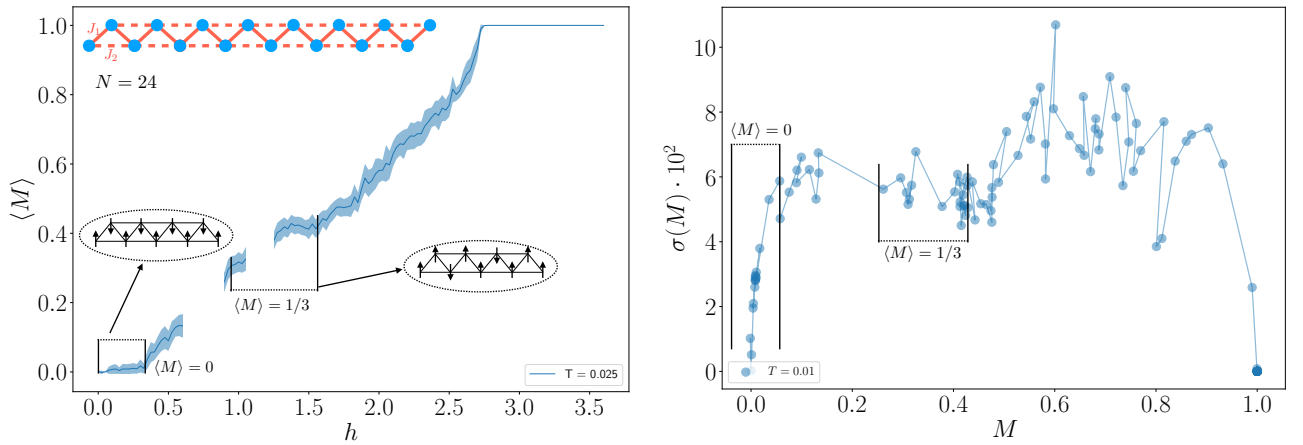 J₁
J₂
N = 24
⟨M⟩ = 0
⟨M⟩ = 1/3
T = 0.025
⟨M⟩
0.0
0.2
0.4
0.6
0.8
1.0
0.0 0.5 1.0 1.5 2.0 2.5 3.0 3.5
h
⟨M⟩ = 0
⟨M⟩ = 1/3
T = 0.01
σ(M) · 10²
0
2
4
6
8
10
0.0 0.2 0.4 0.6 0.8 1.0
M